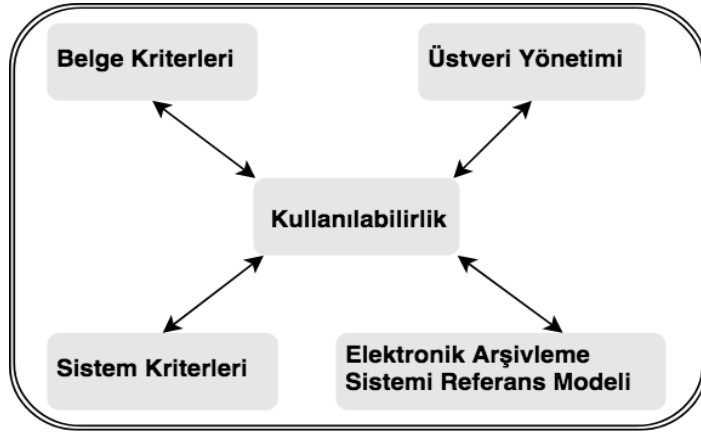 Belge Kriterleri
Üstveri Yönetimi
Kullanılabilirlik
Sistem Kriterleri
Elektronik Arşivleme
Sistemi Referans Modeli